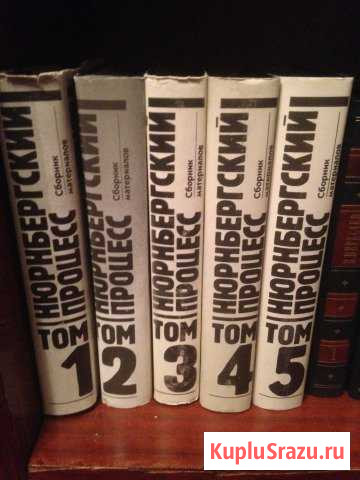 НЮРНБЕРГСКИЙ
ПРОЦЕСС
Сборник
материалов
ТОМ
1
НЮРНБЕРГСКИЙ
ПРОЦЕСС
Сборник
материалов
ТОМ
2
НЮРНБЕРГСКИЙ
ПРОЦЕСС
Сборник
материалов
ТОМ
3
НЮРНБЕРГСКИЙ
ПРОЦЕСС
Сборник
материалов
ТОМ
4
НЮРНБЕРГСКИЙ
ПРОЦЕСС
Сборник
материалов
ТОМ
5
KupluSrazu.ru